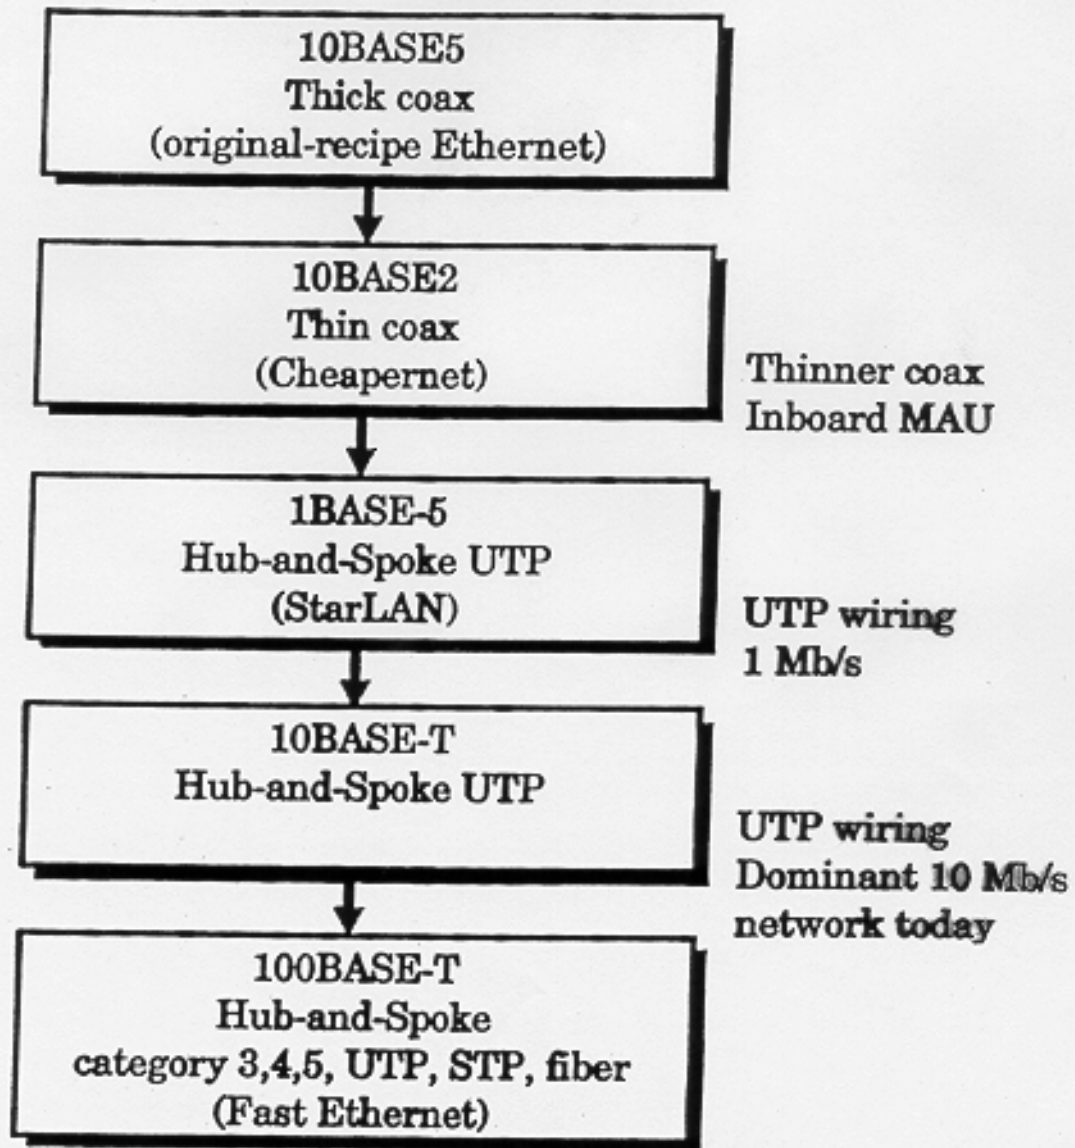 10BASE5
Thick coax
(original-recipe Ethernet)
10BASE2
Thin coax
(Cheapernet)
Thinner coax
Inboard MAU
1BASE-5
Hub-and-Spoke UTP
(StarLAN)
UTP wiring
1 Mb/s
10BASE-T
Hub-and-Spoke UTP
UTP wiring
Dominant 10 Mb/s
network today
100BASE-T
Hub-and-Spoke
category 3,4,5, UTP, STP, fiber
(Fast Ethernet)